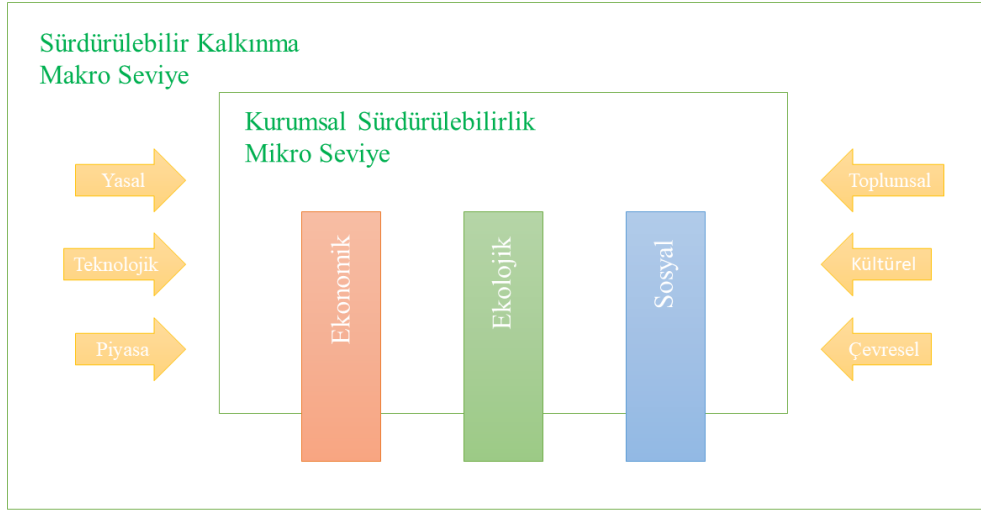 Sürdürülebilir Kalkınma
Makro Seviye
Kurumsal Sürdürülebilirlik
Mikro Seviye
Yasal
Teknolojik
Piyasa
Ekonomik
Ekolojik
Sosyal
Toplumsal
Kültürel
Çevresel